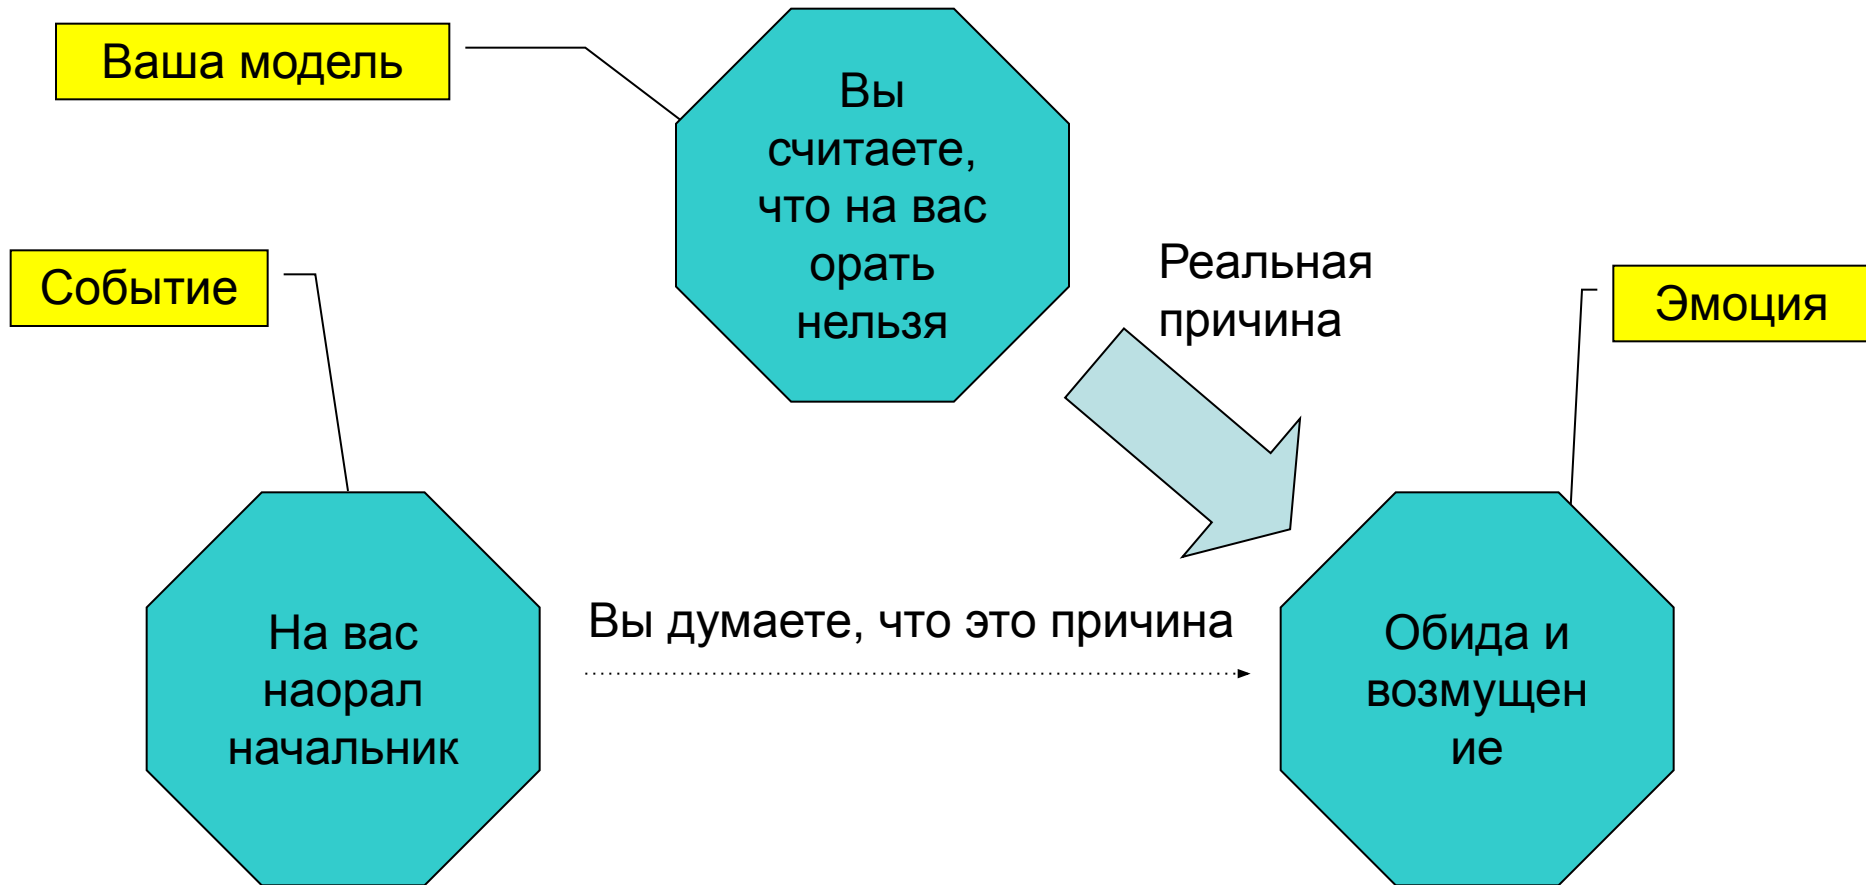 Ваша модель
Вы
считаете,
что на вас
орать
нельзя
Событие
Реальная
причина
Эмоция
На вас
наорал
начальник
Вы думаете, что это причина
Обида и
возмущен
ие